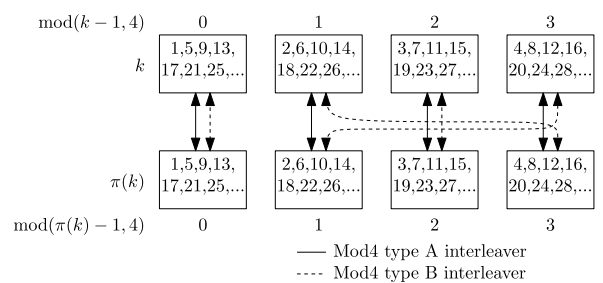 mod(k − 1, 4) 0 1 2 3
k
1,5,9,13, 2,6,10,14, 3,7,11,15, 4,8,12,16,
17,21,25,... 18,22,26,... 19,23,27,... 20,24,28,...
1,5,9,13, 2,6,10,14, 3,7,11,15, 4,8,12,16,
π(k) 17,21,25,... 18,22,26,... 19,23,27,... 20,24,28,...
mod(π(k) − 1, 4) 0 1 2 3
Mod4 type A interleaver
Mod4 type B interleaver